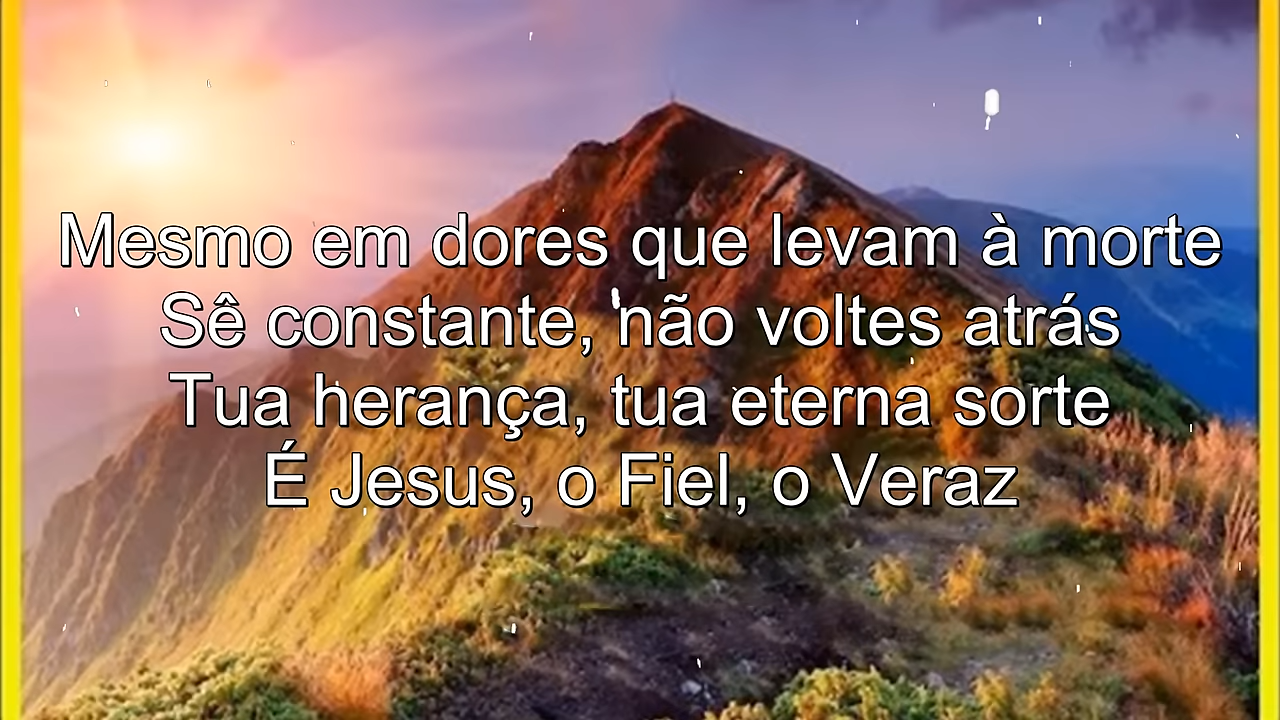 Mesmo em dores que levam à morte
Sê constante, não voltes atrás
Tua herança, tua eterna sorte
É Jesus, o Fiel, o Veraz